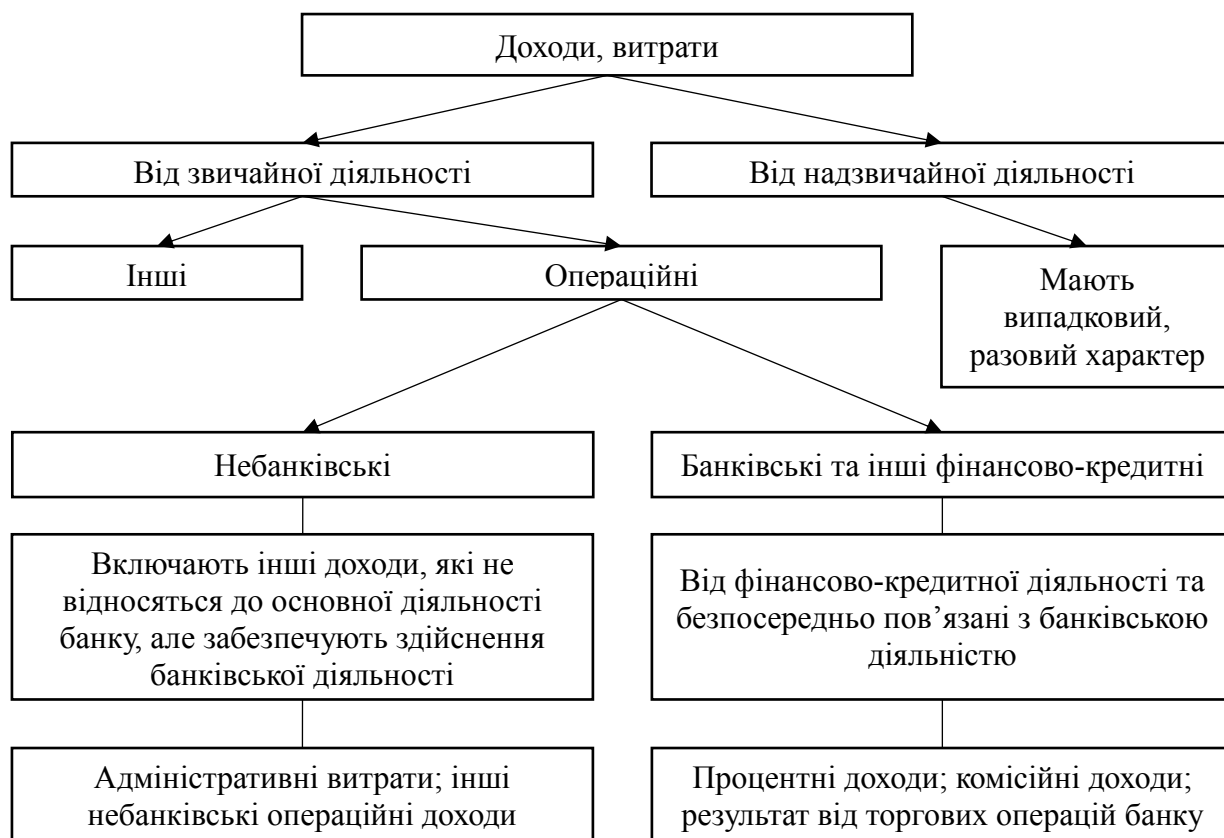 Доходи, витрати
Від звичайної діяльності
Від надзвичайної діяльності
Інші
Операційні
Мають
випадковий,
разовий характер
Небанківські
Банківські та інші фінансово-кредитні
Включають інші доходи, які не
відносяться до основної діяльності
банку, але забезпечують здійснення
банківської діяльності
Від фінансово-кредитної діяльності та
безпосередньо пов’язані з банківською
діяльністю
Адміністративні витрати; інші
небанківські операційні доходи
Процентні доходи; комісійні доходи;
результат від торгових операцій банку